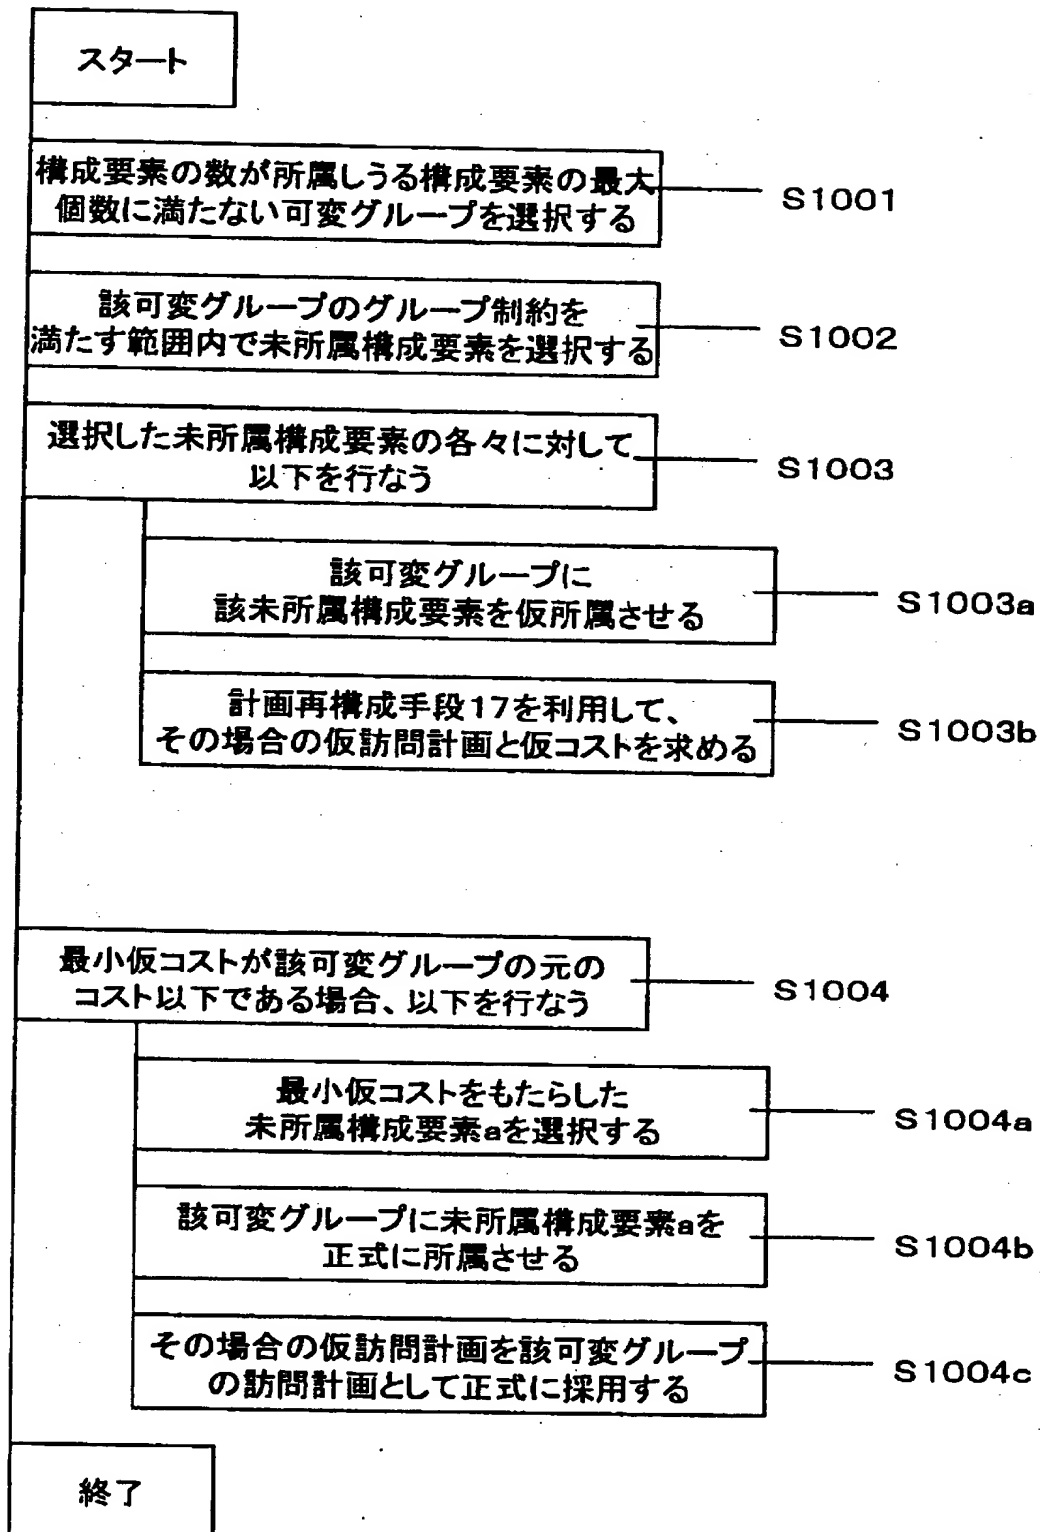 スタート
構成要素の数が所属しうる構成要素の最大
個数に満たない可変グループを選択する
S1001
該可変グループのグループ制約を
満たす範囲内で未所属構成要素を選択する
S1002
選択した未所属構成要素の各々に対して
以下を行なう
S1003
該可変グループに
該未所属構成要素を仮所属させる
S1003a
計画再構成手段17を利用して、
その場合の仮訪問計画と仮コストを求める
S1003b
最小仮コストが該可変グループの元の
コスト以下である場合、以下を行なう
S1004
最小仮コストをもたらした
未所属構成要素aを選択する
S1004a
該可変グループに未所属構成要素aを
正式に所属させる
S1004b
その場合の仮訪問計画を該可変グループ
の訪問計画として正式に採用する
S1004c
終了